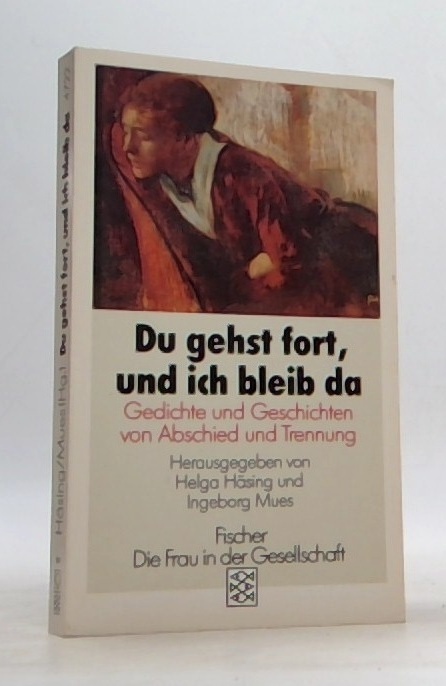 Du gehst fort,
und ich bleib da
Gedichte und Geschichten
von Abschied und Trennung
Herausgegeben von
Helga Häsing und
Ingeborg Mues
Fischer
Die Frau in der Gesellschaft
Häsing/Mues (Hg.) Du gehst fort, und ich bleib da